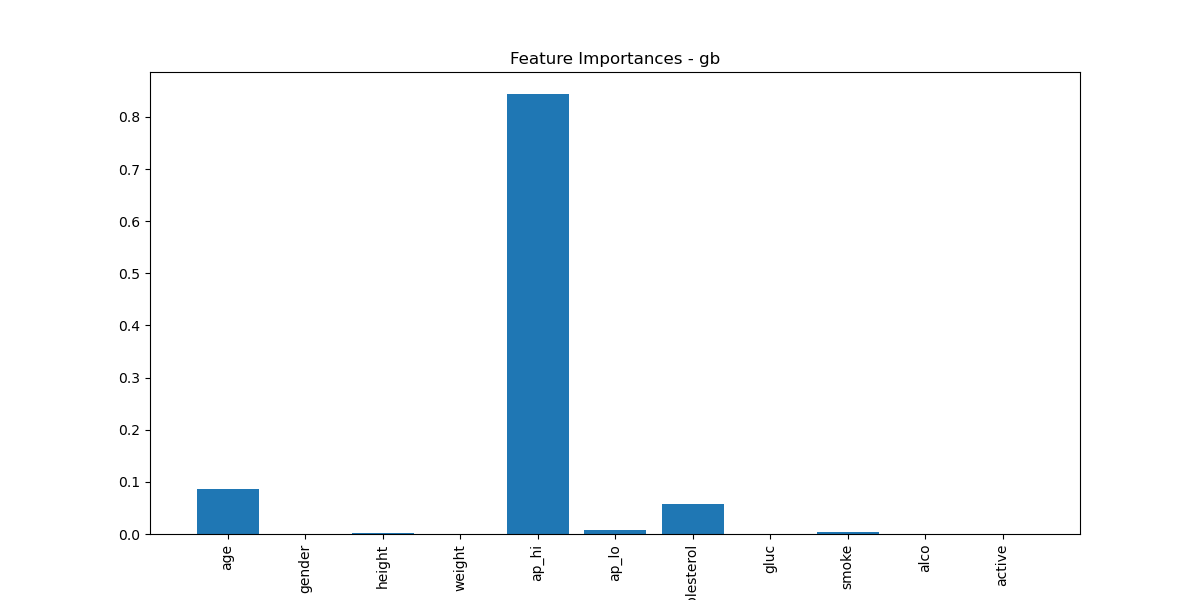 Feature Importances - gb
0.8
0.7
0.6
0.5
0.4
0.3
0.2
0.1
0.0
age
gender
height
weight
ap_hi
ap_lo
olesterol
gluc
smoke
alco
active